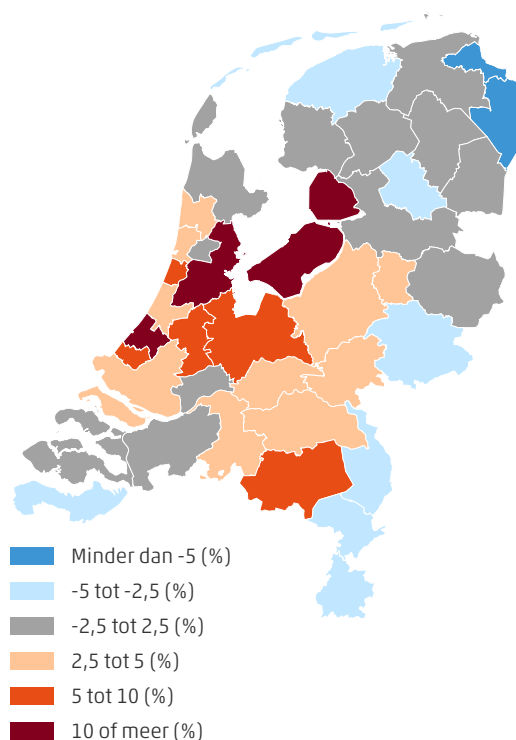 Minder dan -5 (%)
-5 tot -2,5 (%)
-2,5 tot 2,5 (%)
2,5 tot 5 (%)
5 tot 10 (%)
10 of meer (%)